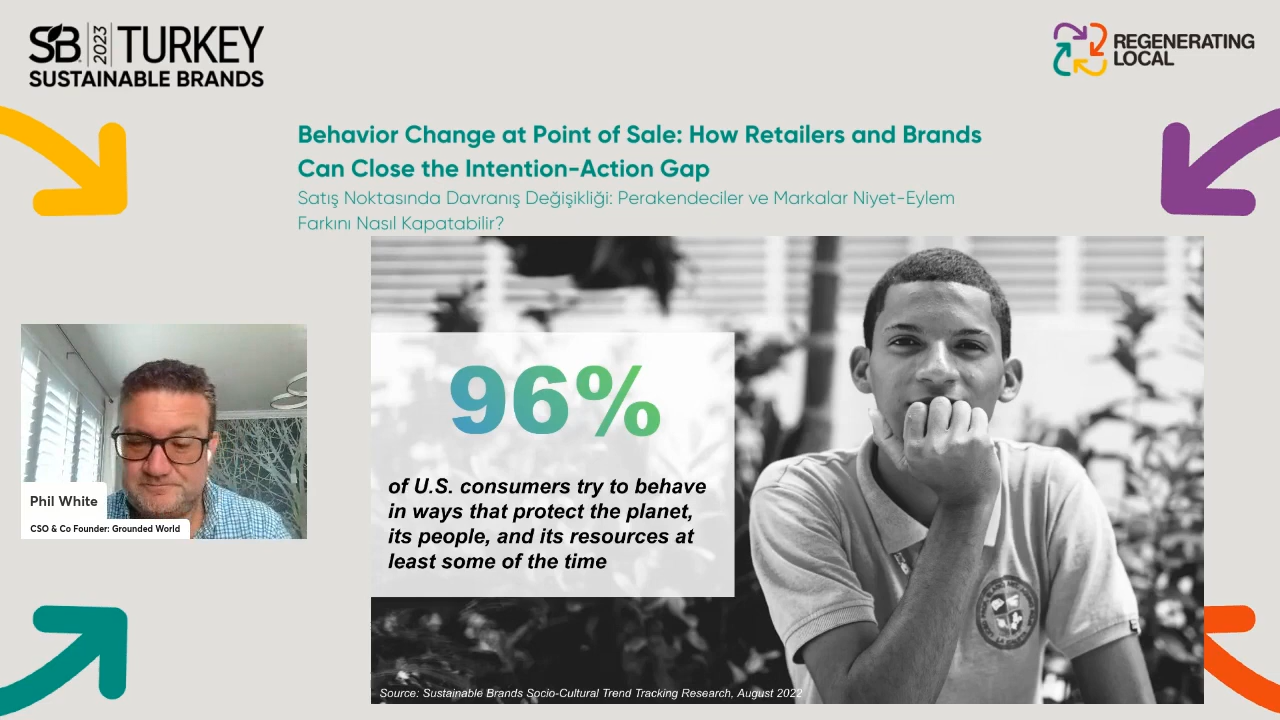 SB 2023 TURKEY
SUSTAINABLE BRANDS
REGENERATING
LOCAL
Behavior Change at Point of Sale: How Retailers and Brands
Can Close the Intention-Action Gap
Satış Noktasında Davranış Değişikliği: Perakendeciler ve Markalar Niyet-Eylem
Farkını Nasıl Kapatabilir?
Phil White
CSO & Co Founder: Grounded World
96%
of U.S. consumers try to behave
in ways that protect the planet,
its people, and its resources at
least some of the time
Source: Sustainable Brands Socio-Cultural Trend Tracking Research, August 2022